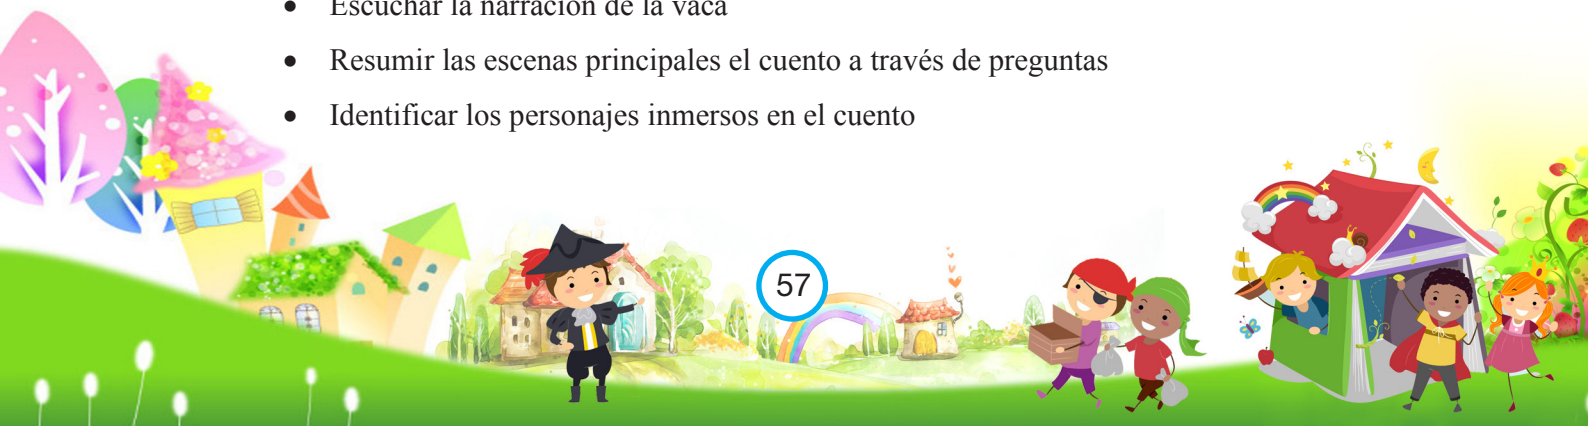 • Escuchar la narración de la vaca
• Resumir las escenas principales el cuento a través de preguntas
• Identificar los personajes inmersos en el cuento
57